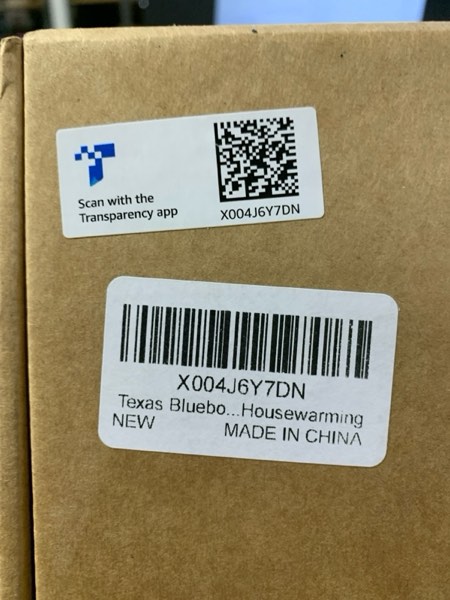 Scan with the
Transparency app
X004J6Y7DN
X004J6Y7DN
Texas Bluebo...Housewarming
NEW MADE IN CHINA